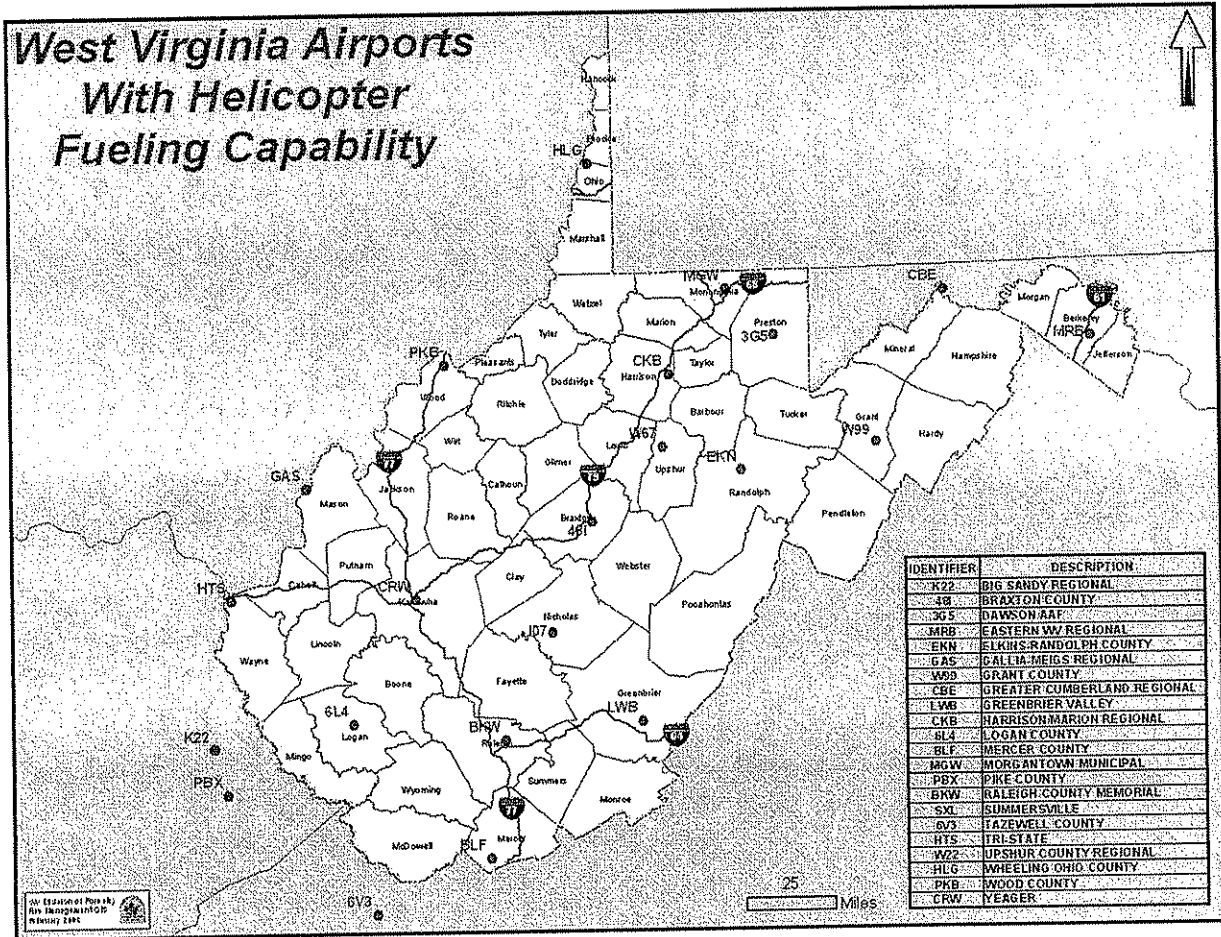 West Virginia Airports
With Helicopter
Fueling Capability
Hancock
Brooke
HLG
Ohio
Marshall
MGW
68
CBE
Monongalia
Wetzel
Morgan
81
Marion
Preston
Berkeley
Tyler
3G5
MRB
Mineral
Jefferson
PKB
Pleasants
CKB
Taylor
Hampshire
Harrison
Doddridge
Wood
Ritchie
Barbour
Tucker
Grant
W99
Hardy
Wirt
Lewis
W67
77
Gilmer
Upshur
EKN
GAS
Jackson
Calhoun
79
Randolph
Mason
Roane
Pendleton
Braxton
48I
Putnam
Webster
Clay
HTS
Cabell
CRW
Kanawha
Pocahontas
Nicholas
Lincoln
Wayne
Fayette
Boone
Greenbrier
6L4
LWB
Logan
BKW
K22
Raleigh
Mingo
Summers
PBX
Wyoming
Monroe
77
McDowell
Mercer
BLF
6V3
25
Miles
IDENTIFIER DESCRIPTION
K22 BIG SANDY REGIONAL
48I BRAXTON COUNTY
3G5 DAWSON AAF
MRB EASTERN WV REGIONAL
EKN ELKINS-RANDOLPH COUNTY
GAS GALLIA-MEIGS REGIONAL
W99 GRANT COUNTY
CBE GREATER CUMBERLAND REGIONAL
LWB GREENBRIER VALLEY
CKB HARRISON/MARION REGIONAL
6L4 LOGAN COUNTY
BLF MERCER COUNTY
MGW MORGANTOWN MUNICIPAL
PBX PIKE COUNTY
BKW RALEIGH COUNTY MEMORIAL
SXL SUMMERSVILLE
6V3 TAZEWELL COUNTY
HTS TRI-STATE
W22 UPSHUR COUNTY REGIONAL
HLG WHEELING OHIO COUNTY
PKB WOOD COUNTY
CRW YEAGER